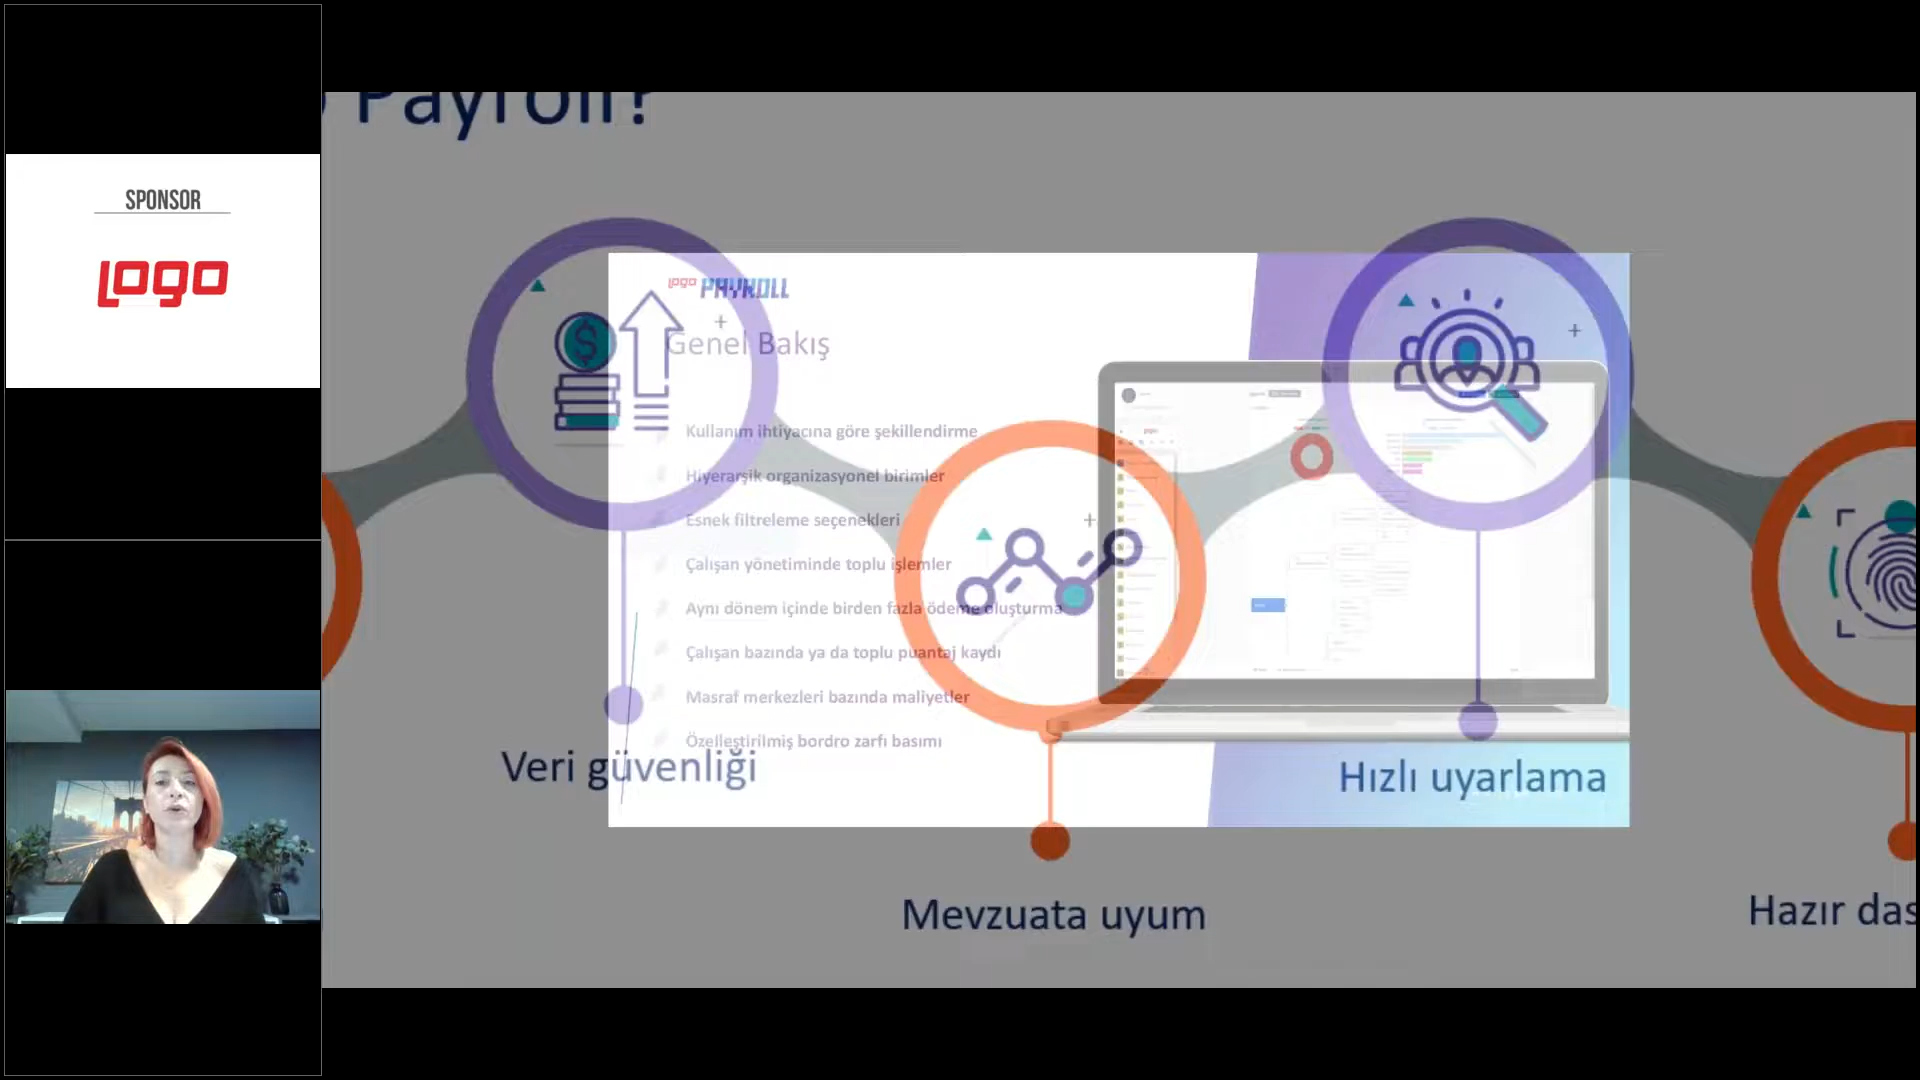 SPONSOR
LOGO
Payroll?
LOGO PAYROLL
Genel Bakış
Kullanım ihtiyacına göre şekillendirme
Hiyerarşik organizasyonel birimler
Esnek filtreleme seçenekleri
Çalışan yönetiminde toplu işlemler
Aynı dönem içinde birden fazla ödeme oluşturma
Çalışan bazında ya da toplu puantaj kaydı
Masraf merkezleri bazında maliyetler
Özelleştirilmiş bordro zarfı basımı
Veri güvenliği
Hızlı uyarlama
Mevzuata uyum
Hazır das